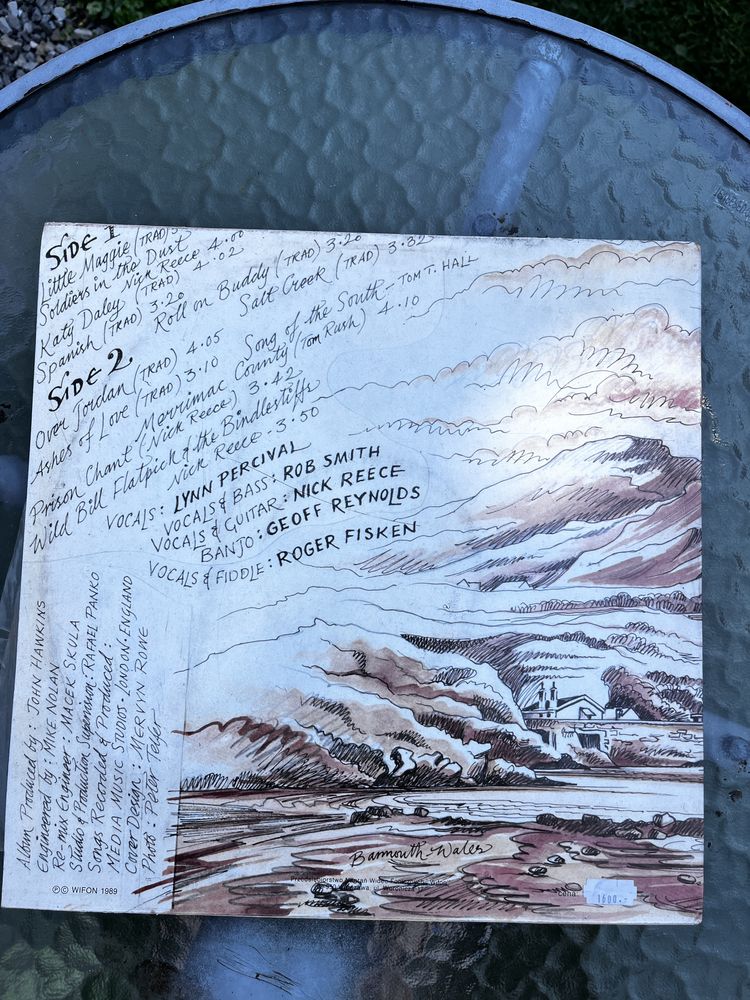 SIDE 1
Little Maggie (TRAD)
Soldiers in the Dust
Nick Reece 4.00
Katy Daley (TRAD) 4.02
Spanish (TRAD) 3.20
Roll on Buddy (TRAD) 3.20
Salt Creek (TRAD) 3.32
SIDE 2
Over Jordan (TRAD) 4.05
Ashes of Love (TRAD) 3.10
Song of the South - TOM T. HALL
Merrimac County (Tom Rush) 4.10
Prison Chant (Nick Reece) 3.42
Wild Bill Flatpick & the Bindlestiffs
Nick Reece - 3.50
VOCALS: LYNN PERCIVAL
VOCALS & BASS: ROB SMITH
VOCALS & GUITAR: NICK REECE
BANJO: GEOFF REYNOLDS
VOCALS & FIDDLE: ROGER FISKEN
Album Produced by: JOHN HAWKINS
Engineered by: MIKE NOLAN
Re-mix Engineer: MACEK SKULA
Studio & Production Supervision: RAFAEL PANKO
Songs Recorded & Produced:
MEDIA MUSIC STUDIOS · LONDON · ENGLAND
Cover Design: MERVYN ROWE
Photo: Peter Teker
Barmouth - Wales
℗© WIFON 1989
1600.-